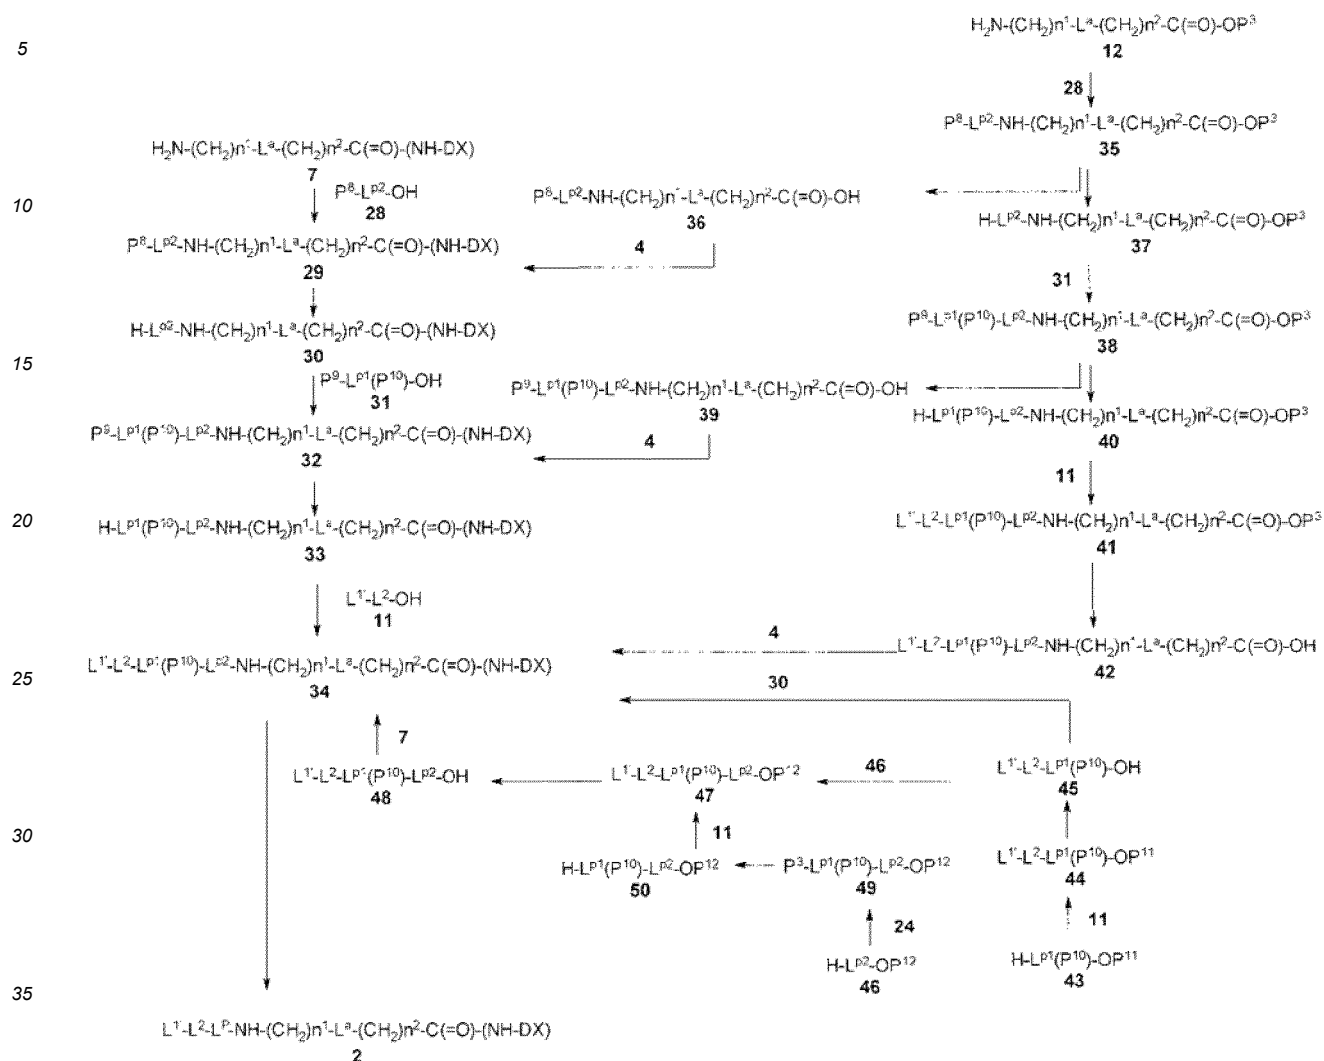 H₂N-(CH₂)n¹-Lᵃ-(CH₂)n²-C(=O)-OP³
12
5
28
P⁸-Lᵖ²-NH-(CH₂)n¹-Lᵃ-(CH₂)n²-C(=O)-OP³
35
H₂N-(CH₂)n¹-Lᵃ-(CH₂)n²-C(=O)-(NH-DX)
7
P⁸-Lᵖ²-OH
28
10
P⁸-Lᵖ²-NH-(CH₂)n¹-Lᵃ-(CH₂)n²-C(=O)-OH
36
H-Lᵖ²-NH-(CH₂)n¹-Lᵃ-(CH₂)n²-C(=O)-OP³
37
P⁸-Lᵖ²-NH-(CH₂)n¹-Lᵃ-(CH₂)n²-C(=O)-(NH-DX)
29
4
31
H-Lᵖ²-NH-(CH₂)n¹-Lᵃ-(CH₂)n²-C(=O)-(NH-DX)
30
P⁹-Lᵖ¹(P¹⁰)-Lᵖ²-NH-(CH₂)n¹-Lᵃ-(CH₂)n²-C(=O)-OP³
38
15
P⁹-Lᵖ¹(P¹⁰)-OH
31
P⁹-Lᵖ¹(P¹⁰)-Lᵖ²-NH-(CH₂)n¹-Lᵃ-(CH₂)n²-C(=O)-OH
39
H-Lᵖ¹(P¹⁰)-Lᵖ²-NH-(CH₂)n¹-Lᵃ-(CH₂)n²-C(=O)-OP³
40
P⁹-Lᵖ¹(P¹⁰)-Lᵖ²-NH-(CH₂)n¹-Lᵃ-(CH₂)n²-C(=O)-(NH-DX)
32
4
11
20
H-Lᵖ¹(P¹⁰)-Lᵖ²-NH-(CH₂)n¹-Lᵃ-(CH₂)n²-C(=O)-(NH-DX)
33
L¹'-L²-Lᵖ¹(P¹⁰)-Lᵖ²-NH-(CH₂)n¹-Lᵃ-(CH₂)n²-C(=O)-OP³
41
L¹'-L²-OH
11
4
L¹'-L²-Lᵖ¹(P¹⁰)-Lᵖ²-NH-(CH₂)n¹-Lᵃ-(CH₂)n²-C(=O)-OH
42
L¹'-L²-Lᵖ¹(P¹⁰)-Lᵖ²-NH-(CH₂)n¹-Lᵃ-(CH₂)n²-C(=O)-(NH-DX)
34
25
30
7
L¹'-L²-Lᵖ¹(P¹⁰)-Lᵖ²-OH
48
L¹'-L²-Lᵖ¹(P¹⁰)-Lᵖ²-OP¹²
47
46
L¹'-L²-Lᵖ¹(P¹⁰)-OH
45
30
11
H-Lᵖ¹(P¹⁰)-Lᵖ²-OP¹²
50
P³-Lᵖ¹(P¹⁰)-Lᵖ²-OP¹²
49
L¹'-L²-Lᵖ¹(P¹⁰)-OP¹¹
44
24
11
H-Lᵖ²-OP¹²
46
H-Lᵖ¹(P¹⁰)-OP¹¹
43
35
L¹'-L²-Lᴾ-NH-(CH₂)n¹-Lᵃ-(CH₂)n²-C(=O)-(NH-DX)
2